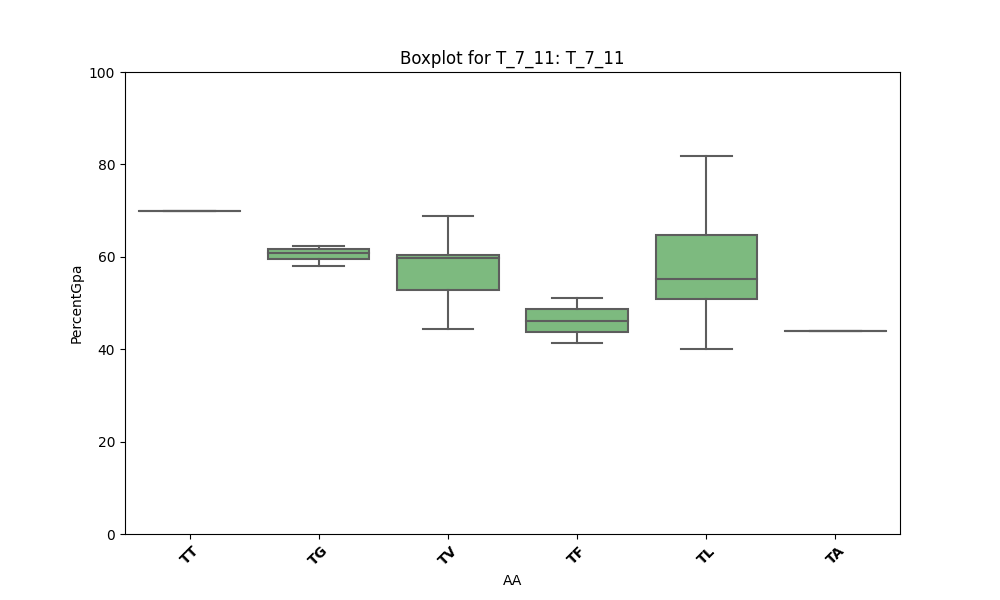 Boxplot for T_7_11: T_7_11
100
80
60
40
20
0
PercentGpa
TT
TG
TV
TF
TL
TA
AA